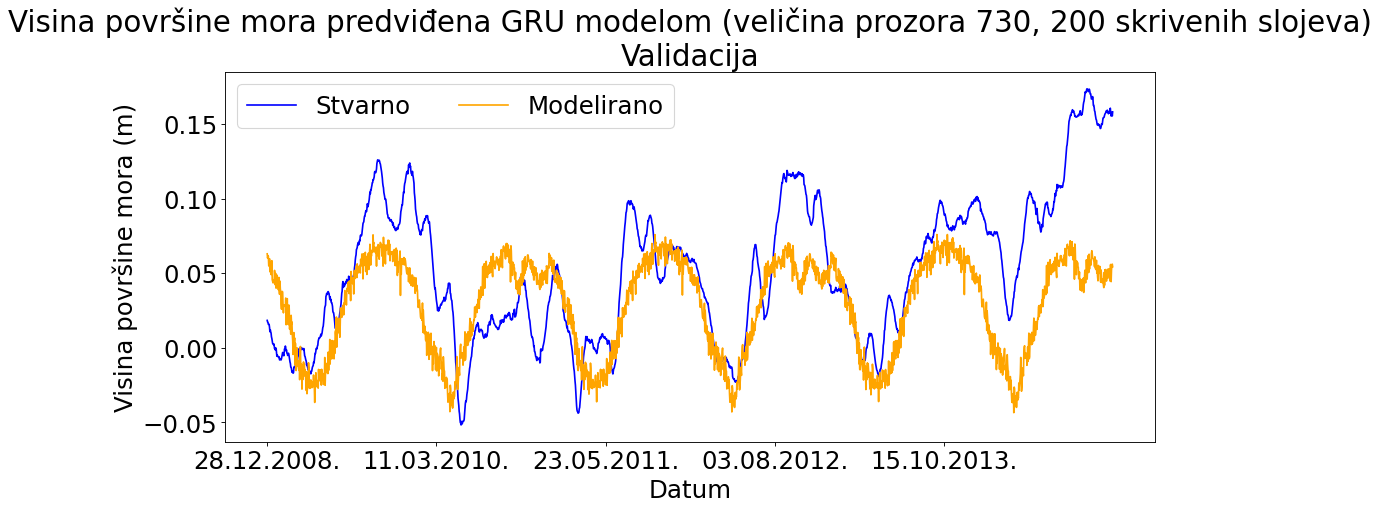 Visina površine mora predviđena GRU modelom (veličina prozora 730, 200 skrivenih slojeva)
Validacija
Stvarno
Modelirano
Visina površine mora (m)
0.15
0.10
0.05
0.00
−0.05
28.12.2008.
11.03.2010.
23.05.2011.
03.08.2012.
15.10.2013.
Datum